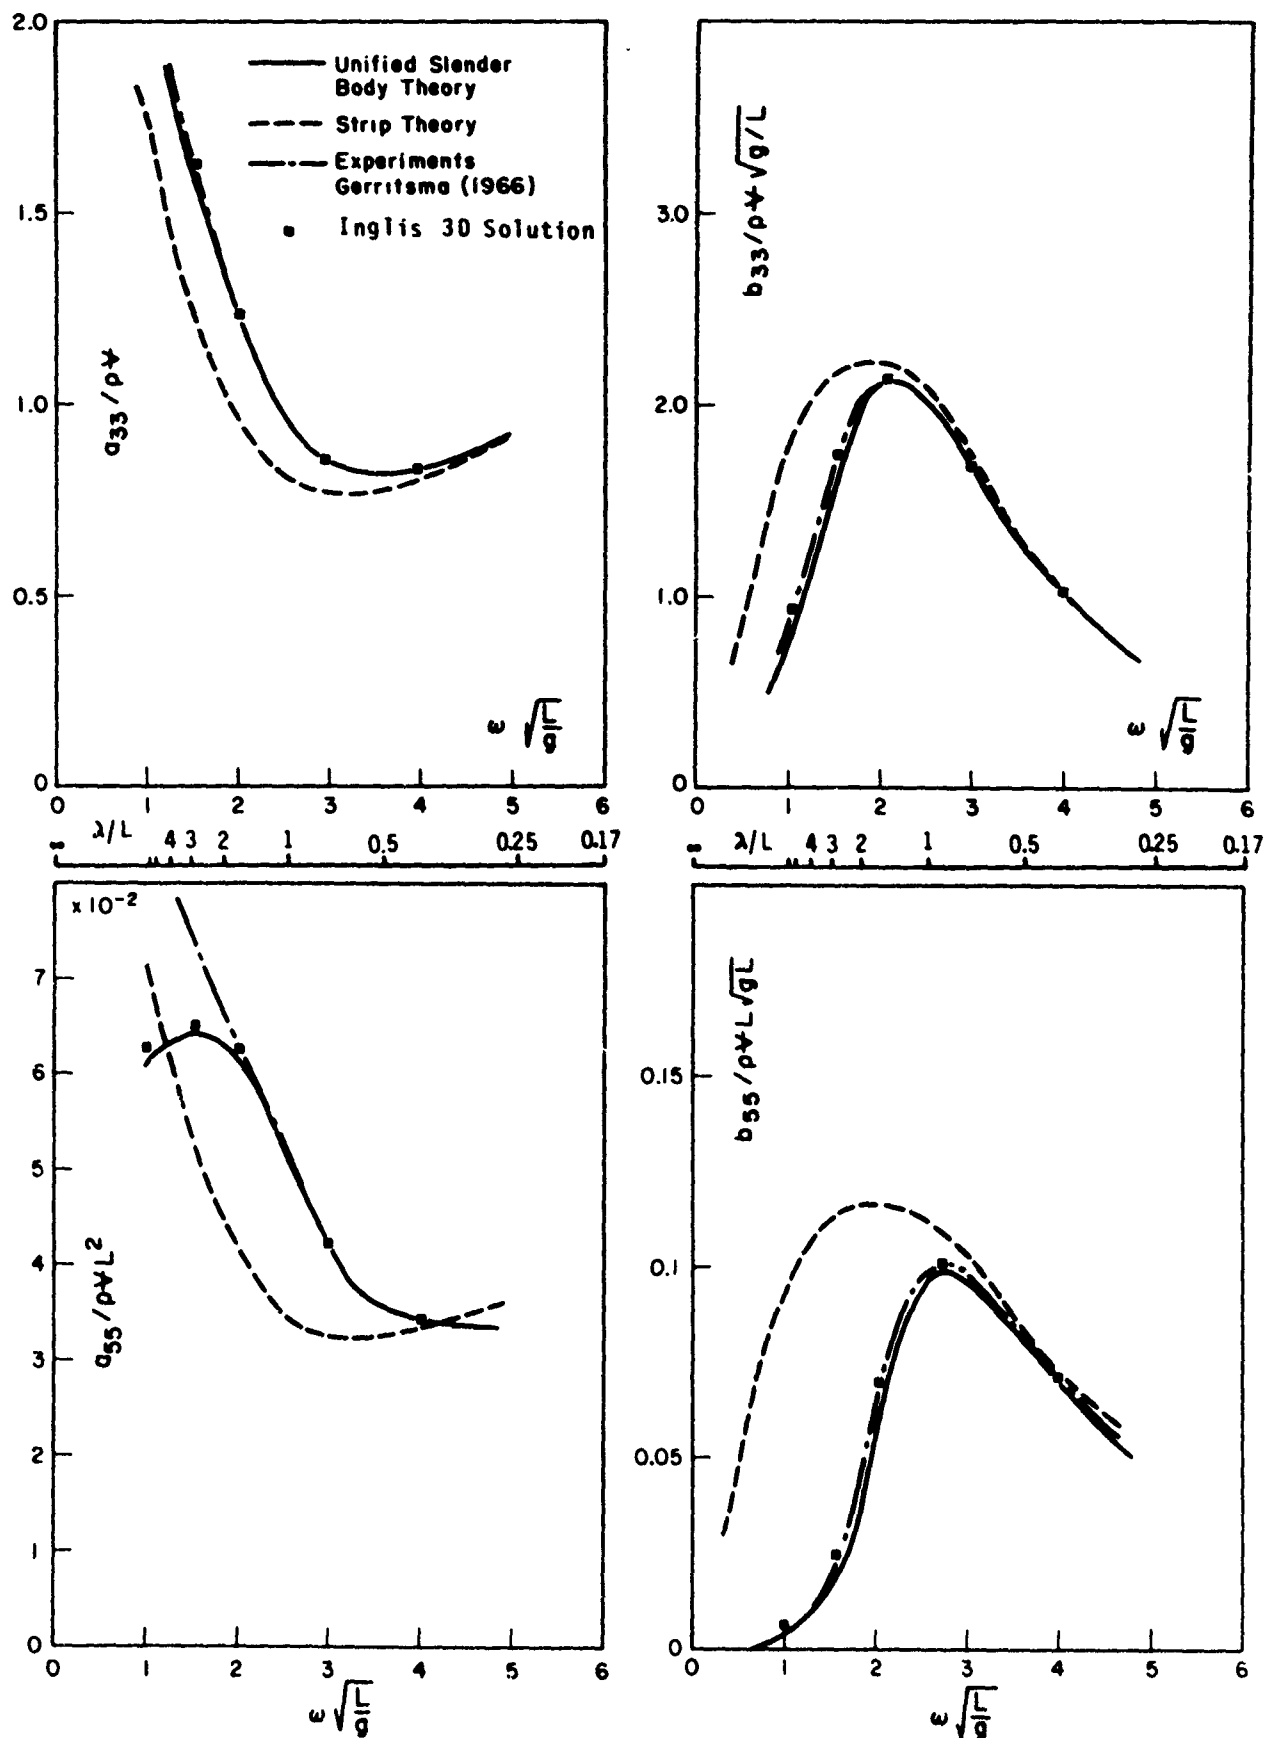 2.0
1.5
1.0
0.5
0
a33/ρ∀
Unified Slender
Body Theory
Strip Theory
Experiments
Gerritsma (1966)
Inglis 3D Solution
ω √L/g
0 1 2 3 4 5 6
3.0
2.0
1.0
0
b33/ρ∀√g/L
ω √L/g
0 1 2 3 4 5 6
∞ λ/L 4 3 2 1 0.5 0.25 0.17
∞ λ/L 4 3 2 1 0.5 0.25 0.17
x 10-2
7
6
5
4
3
2
1
0
a55/ρ∀L2
0 1 2 3 4 5 6
ω √L/g
0.15
0.1
0.05
0
b55/ρ∀L√gL
0 1 2 3 4 5 6
ω √L/g